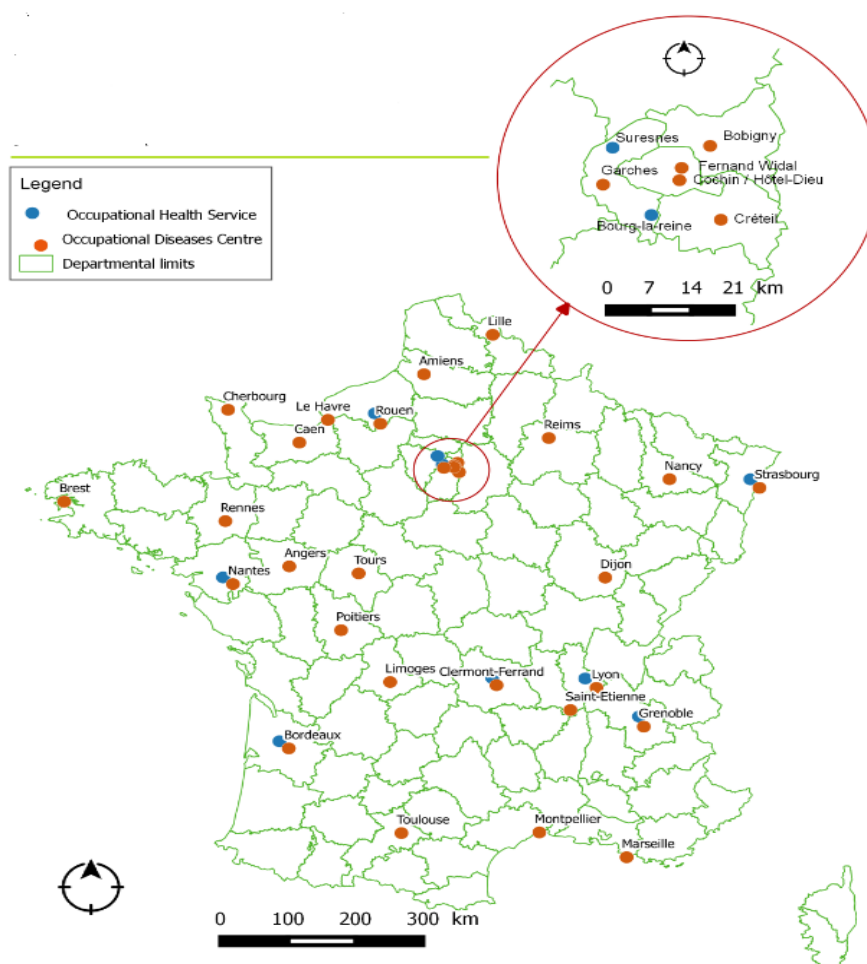 Suresnes
Bobigny
Fernand Widal
Garches
Cochin / Hôtel-Dieu
Bourg-la-reine
Créteil
0 7 14 21 km
Legend
Occupational Health Service
Occupational Diseases Centre
Departmental limits
Lille
Amiens
Cherbourg
Le Havre
Rouen
Caen
Reims
Nancy
Strasbourg
Brest
Rennes
Angers
Tours
Nantes
Dijon
Poitiers
Limoges
Clermont-Ferrand
Lyon
Saint-Etienne
Grenoble
Bordeaux
Toulouse
Montpellier
Marseille
0 100 200 300 km